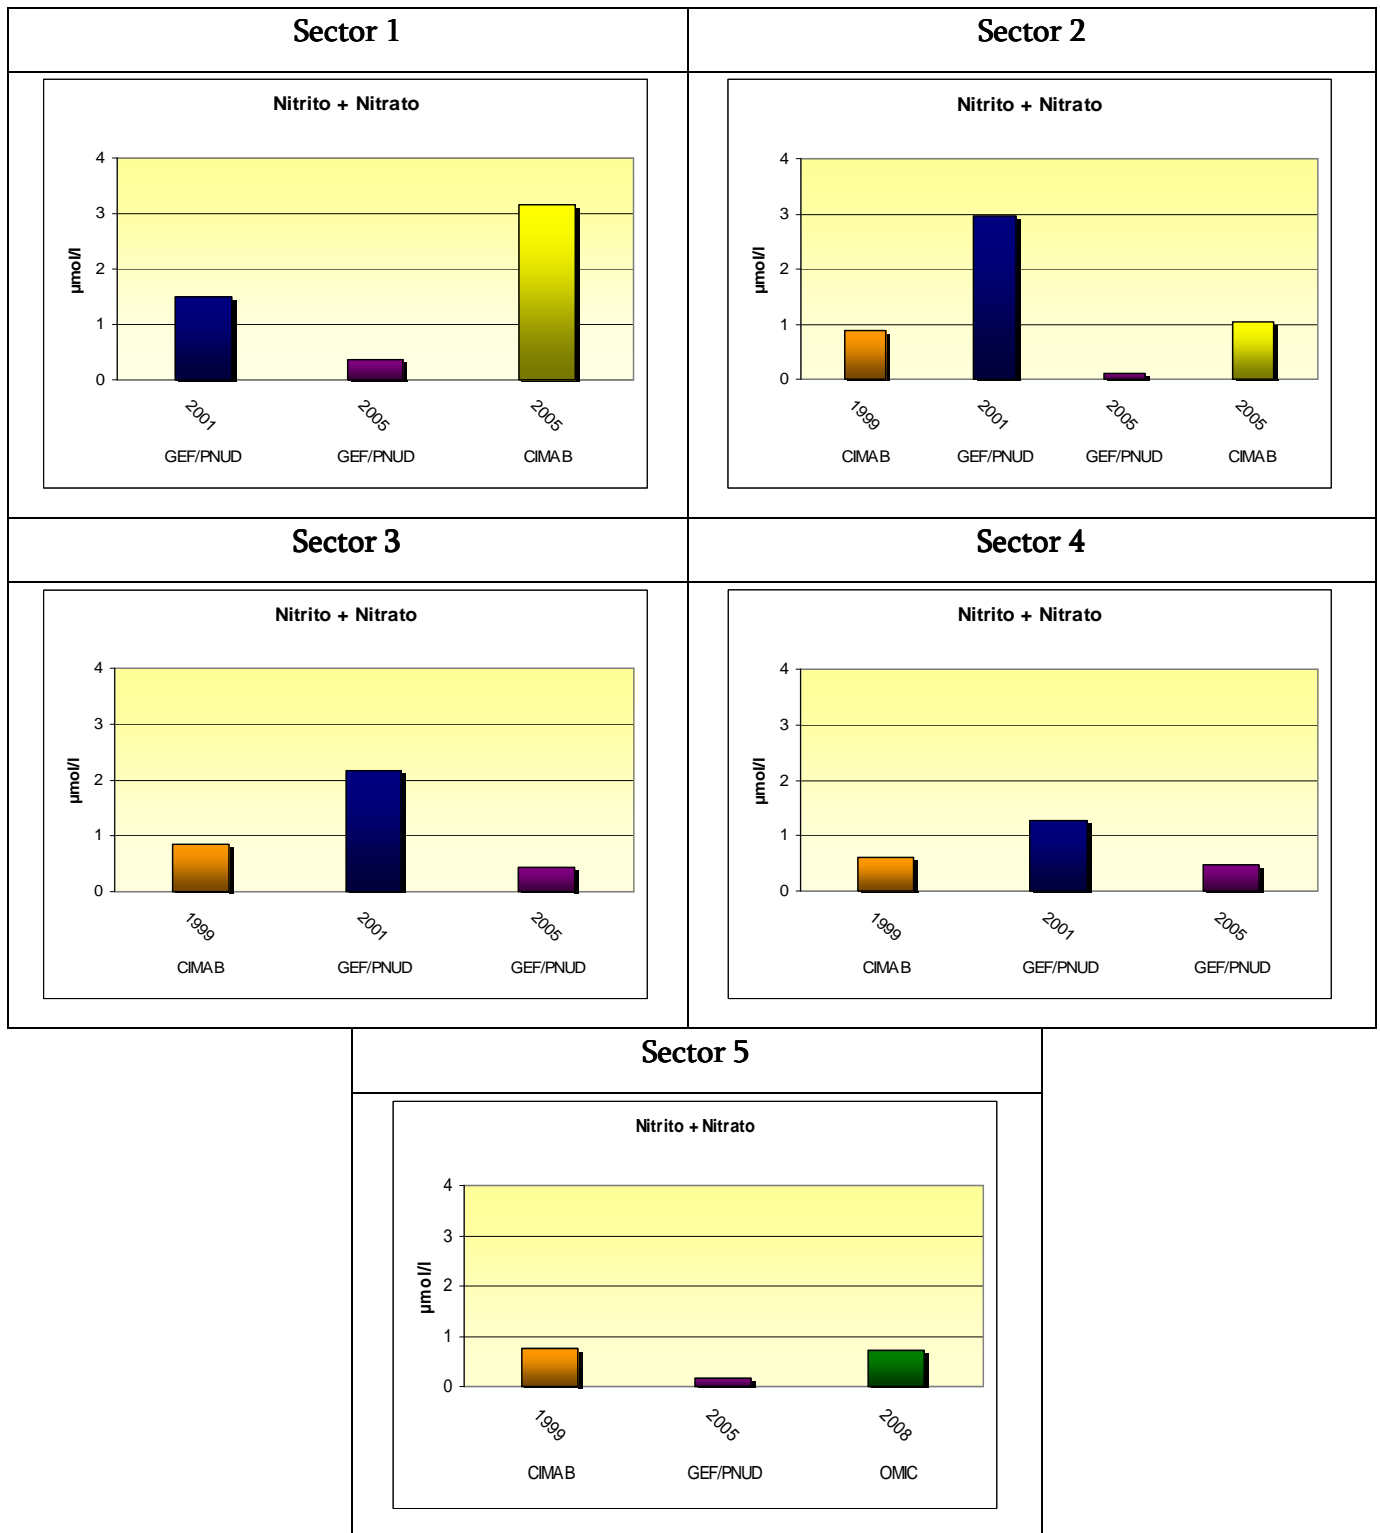 Sector 1
Nitrito + Nitrato
4
3
2
1
0
µmol/l
2001 2005 2005
GEF/PNUD GEF/PNUD CIMAB
Sector 2
Nitrito + Nitrato
4
3
2
1
0
µmol/l
1999 2001 2005 2005
CIMAB GEF/PNUD GEF/PNUD CIMAB
Sector 3
Nitrito + Nitrato
4
3
2
1
0
µmol/l
1999 2001 2005
CIMAB GEF/PNUD GEF/PNUD
Sector 4
Nitrito + Nitrato
4
3
2
1
0
µmol/l
1999 2001 2005
CIMAB GEF/PNUD GEF/PNUD
Sector 5
Nitrito + Nitrato
4
3
2
1
0
µmol/l
1999 2005 2008
CIMAB GEF/PNUD OMIC